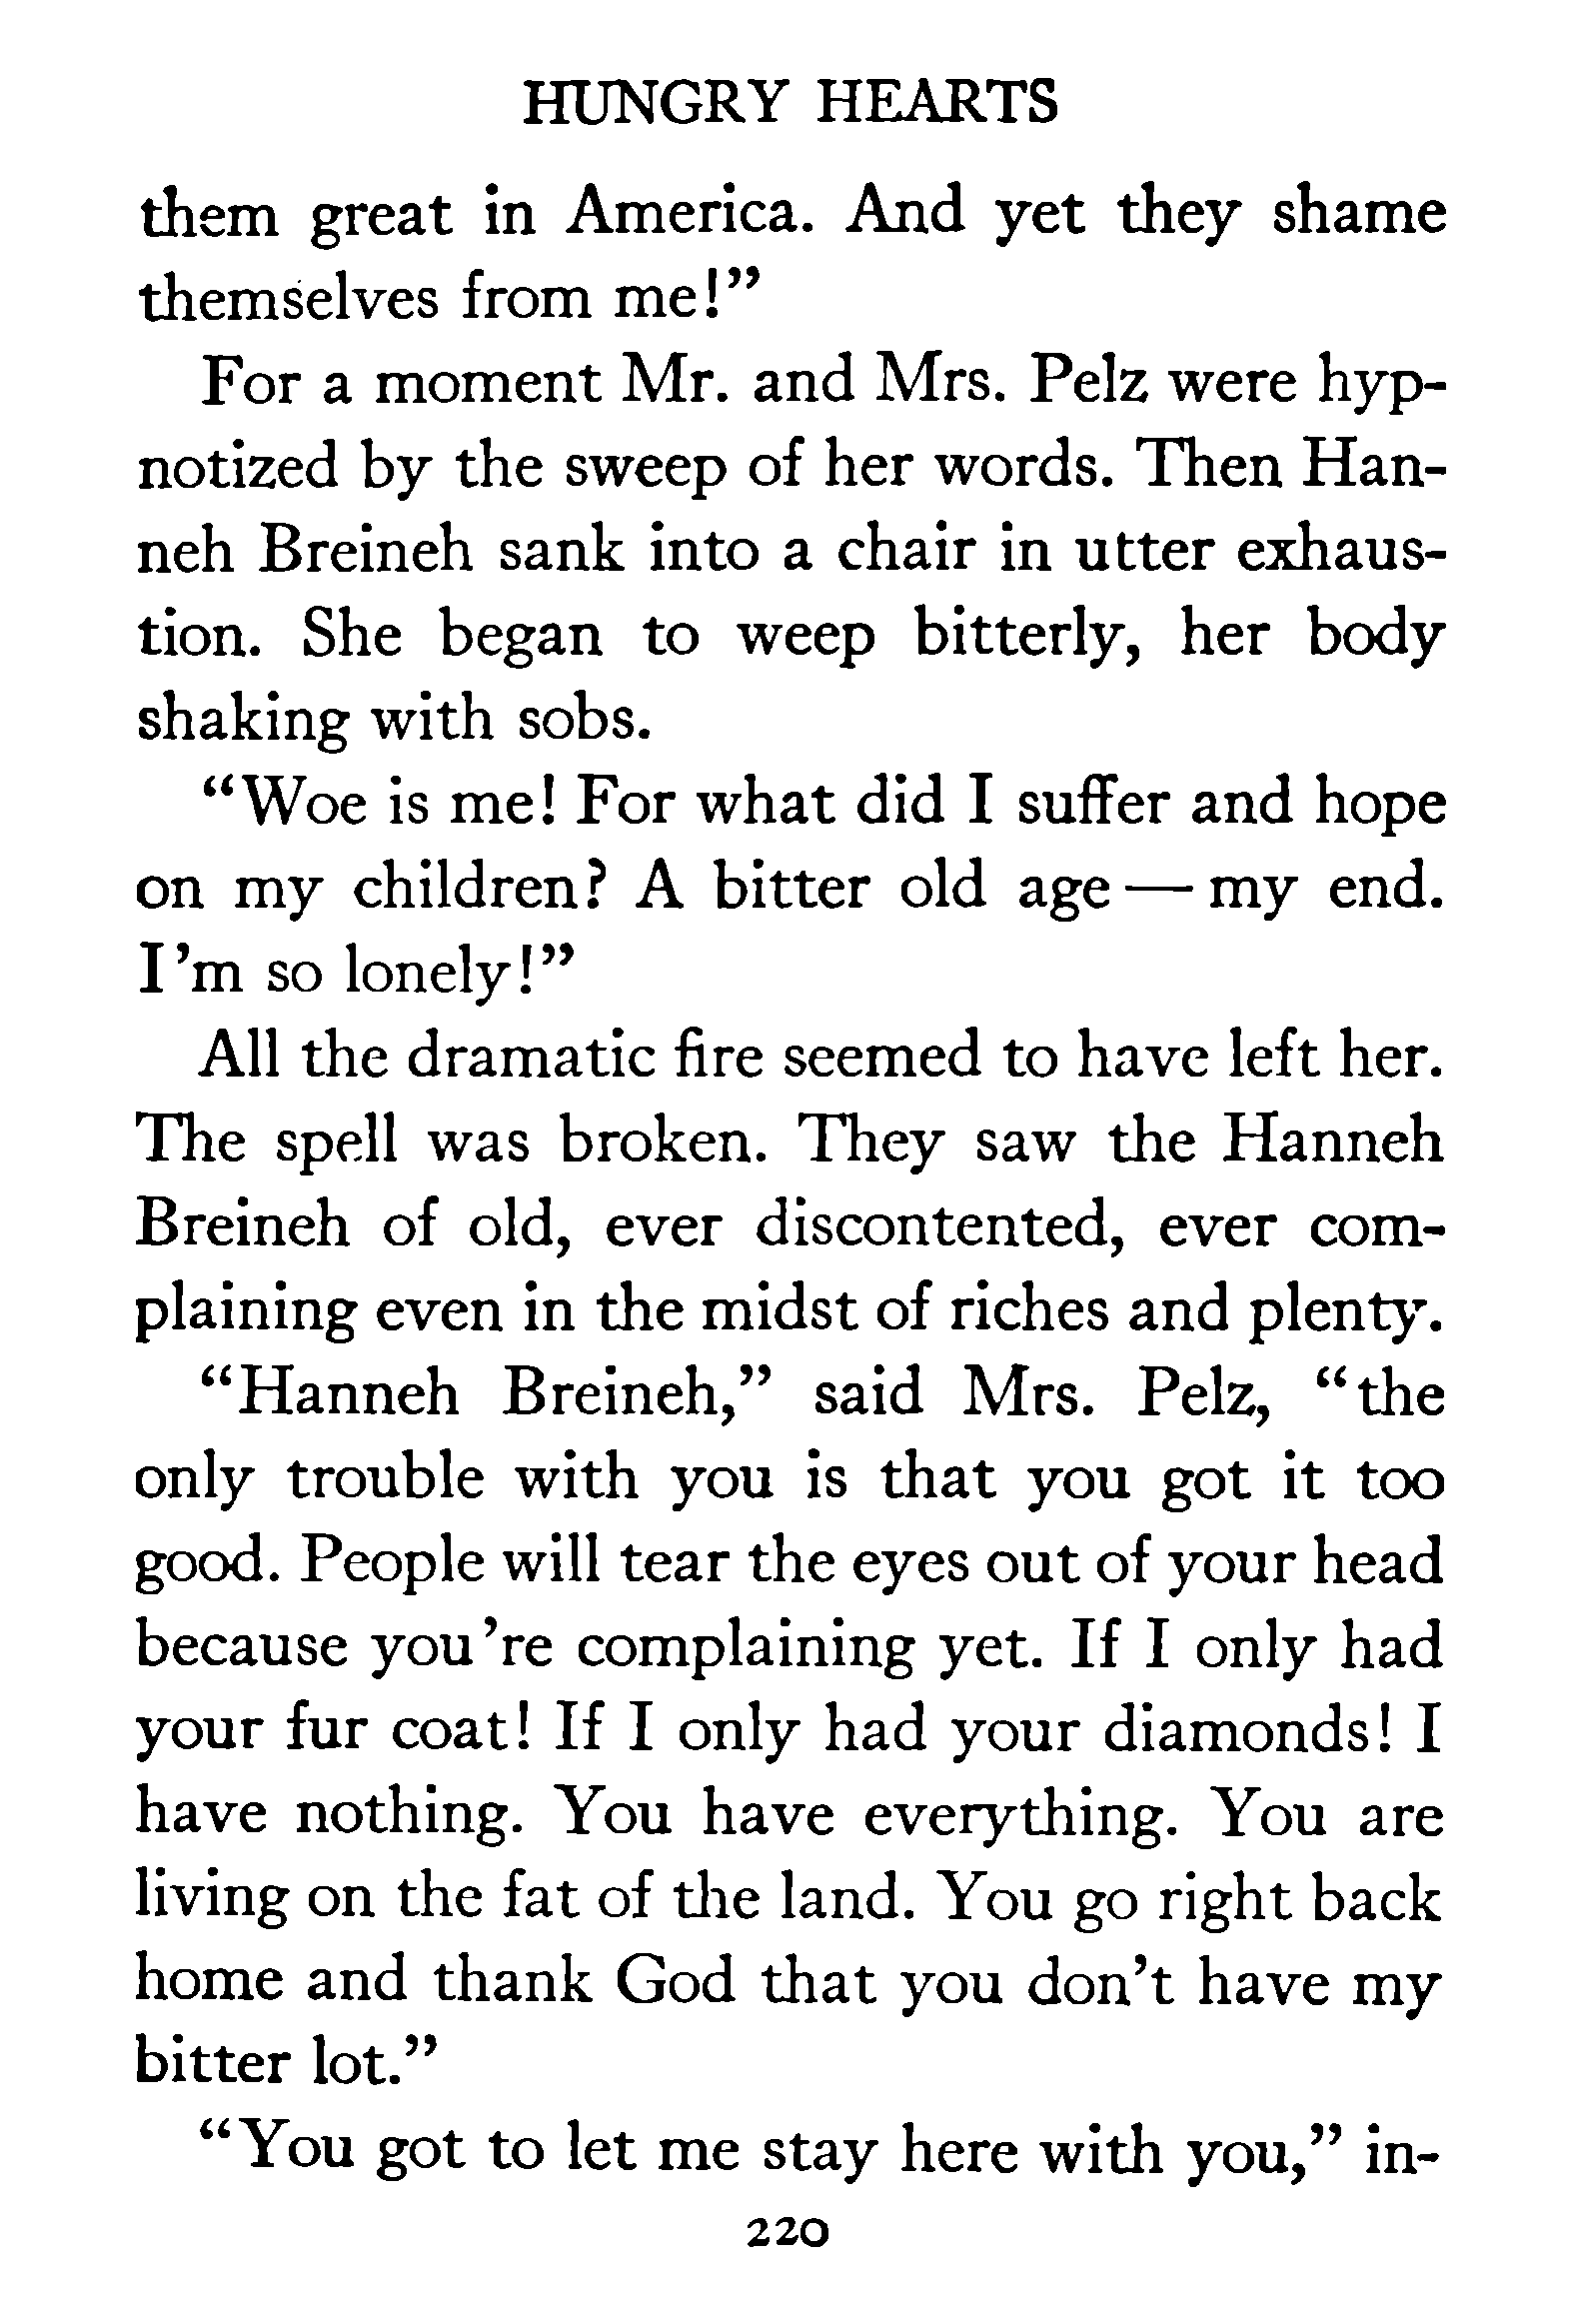 HUNGRY HEARTS
them great in America. And yet they shame
themselves from me!”
For a moment Mr. and Mrs. Pelz were hyp-
notized by the sweep of her words. Then Han-
neh Breineh sank into a chair in utter exhaus-
tion. She began to weep bitterly, her body
shaking with sobs.
“Woe is me! For what did I suffer and hope
on my children? A bitter old age — my end.
I’m so lonely!”
All the dramatic fire seemed to have left her.
The spell was broken. They saw the Hanneh
Breineh of old, ever discontented, ever com-
plaining even in the midst of riches and plenty.
“Hanneh Breineh,” said Mrs. Pelz, “the
only trouble with you is that you got it too
good. People will tear the eyes out of your head
because you’re complaining yet. If I only had
your fur coat! If I only had your diamonds! I
have nothing. You have everything. You are
living on the fat of the land. You go right back
home and thank God that you don’t have my
bitter lot.”
“You got to let me stay here with you,” in-
220